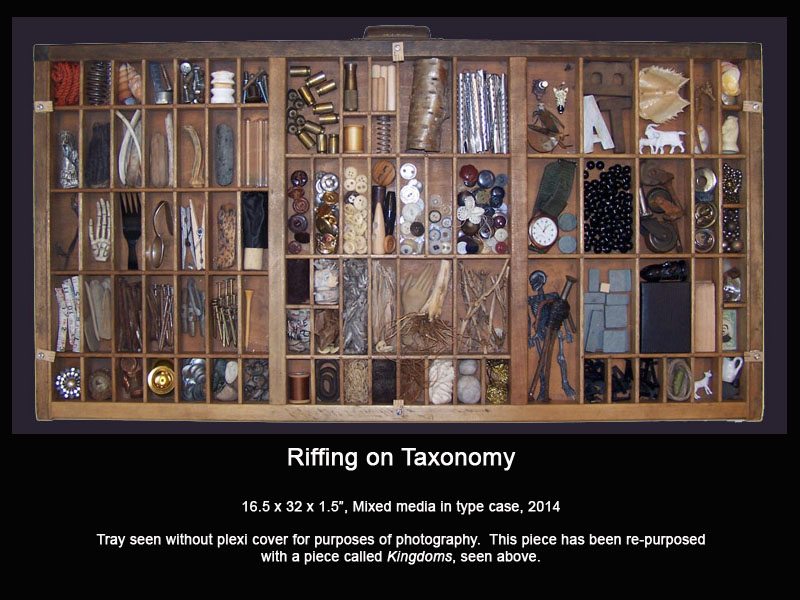 A
Riffing on Taxonomy
16.5 x 32 x 1.5”, Mixed media in type case, 2014
Tray seen without plexi cover for purposes of photography.  This piece has been re-purposed
with a piece called Kingdoms, seen above.